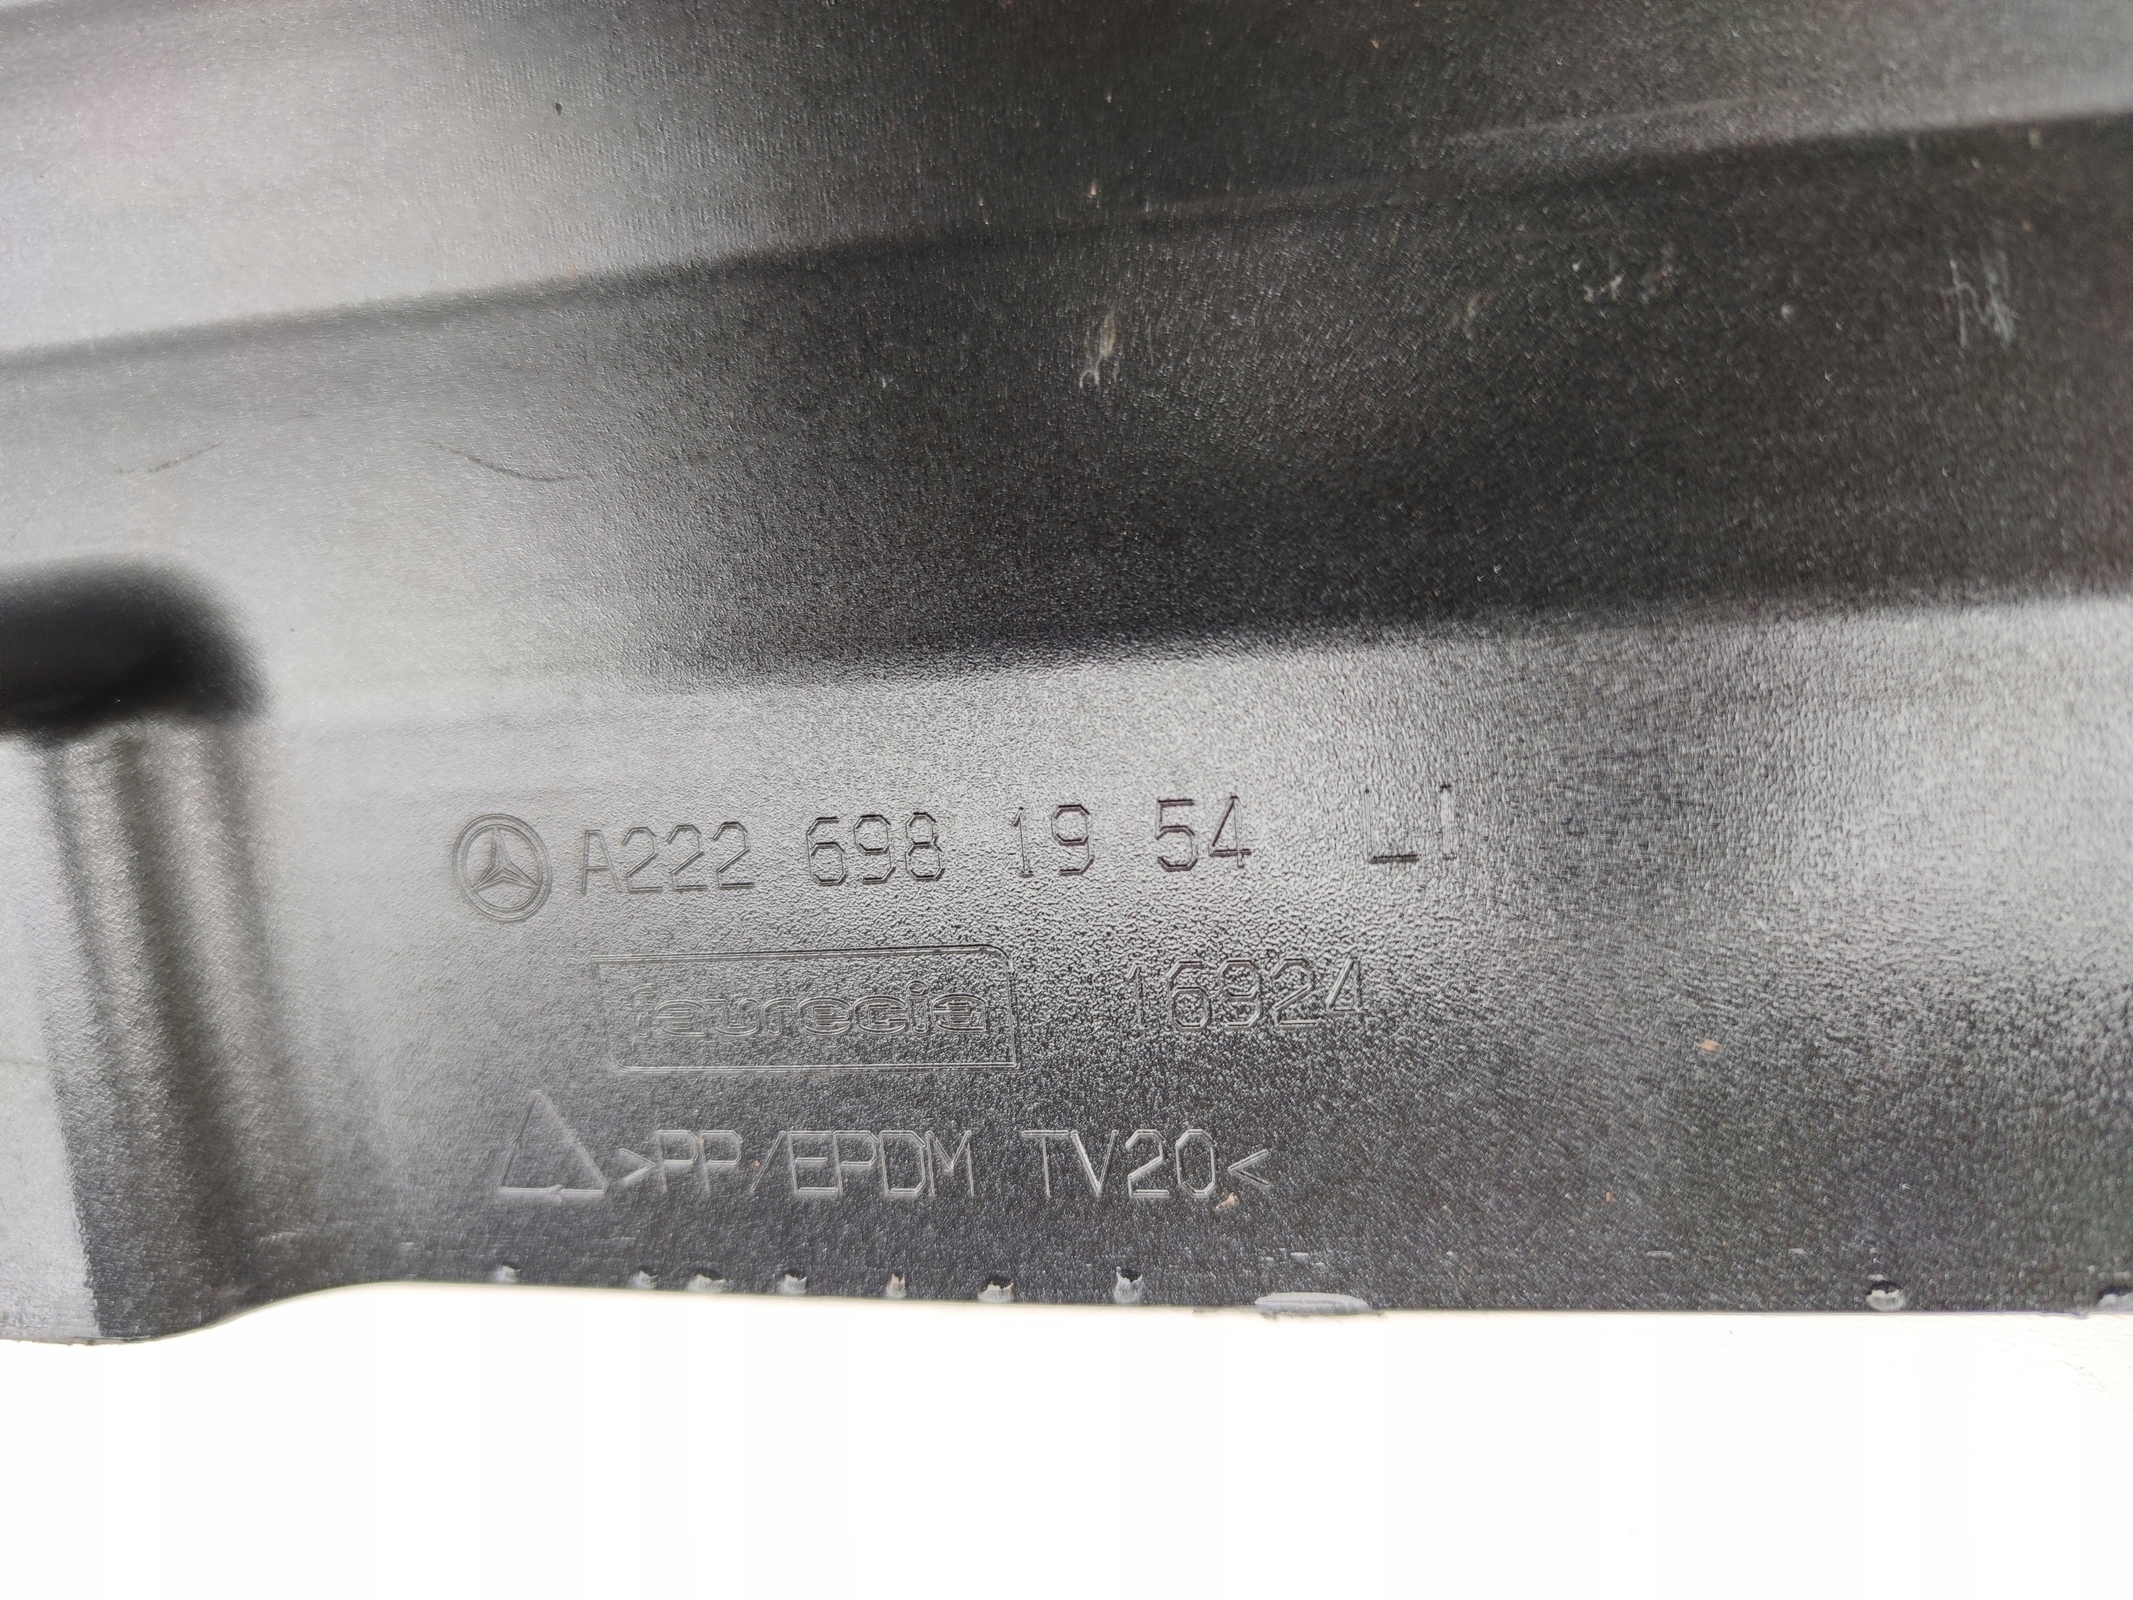 A222 698 19 54 LI
faurecia 16924
>PP/EPDM TV20<